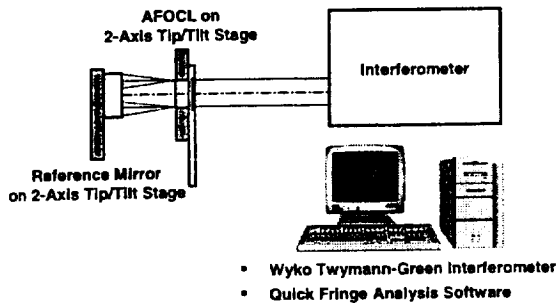 AFOCL on
2-Axis Tip/Tilt Stage
Interferometer
Reference Mirror
on 2-Axis Tip/Tilt Stage
▪ Wyko Twymann-Green Interferometer
▪ Quick Fringe Analysis Software